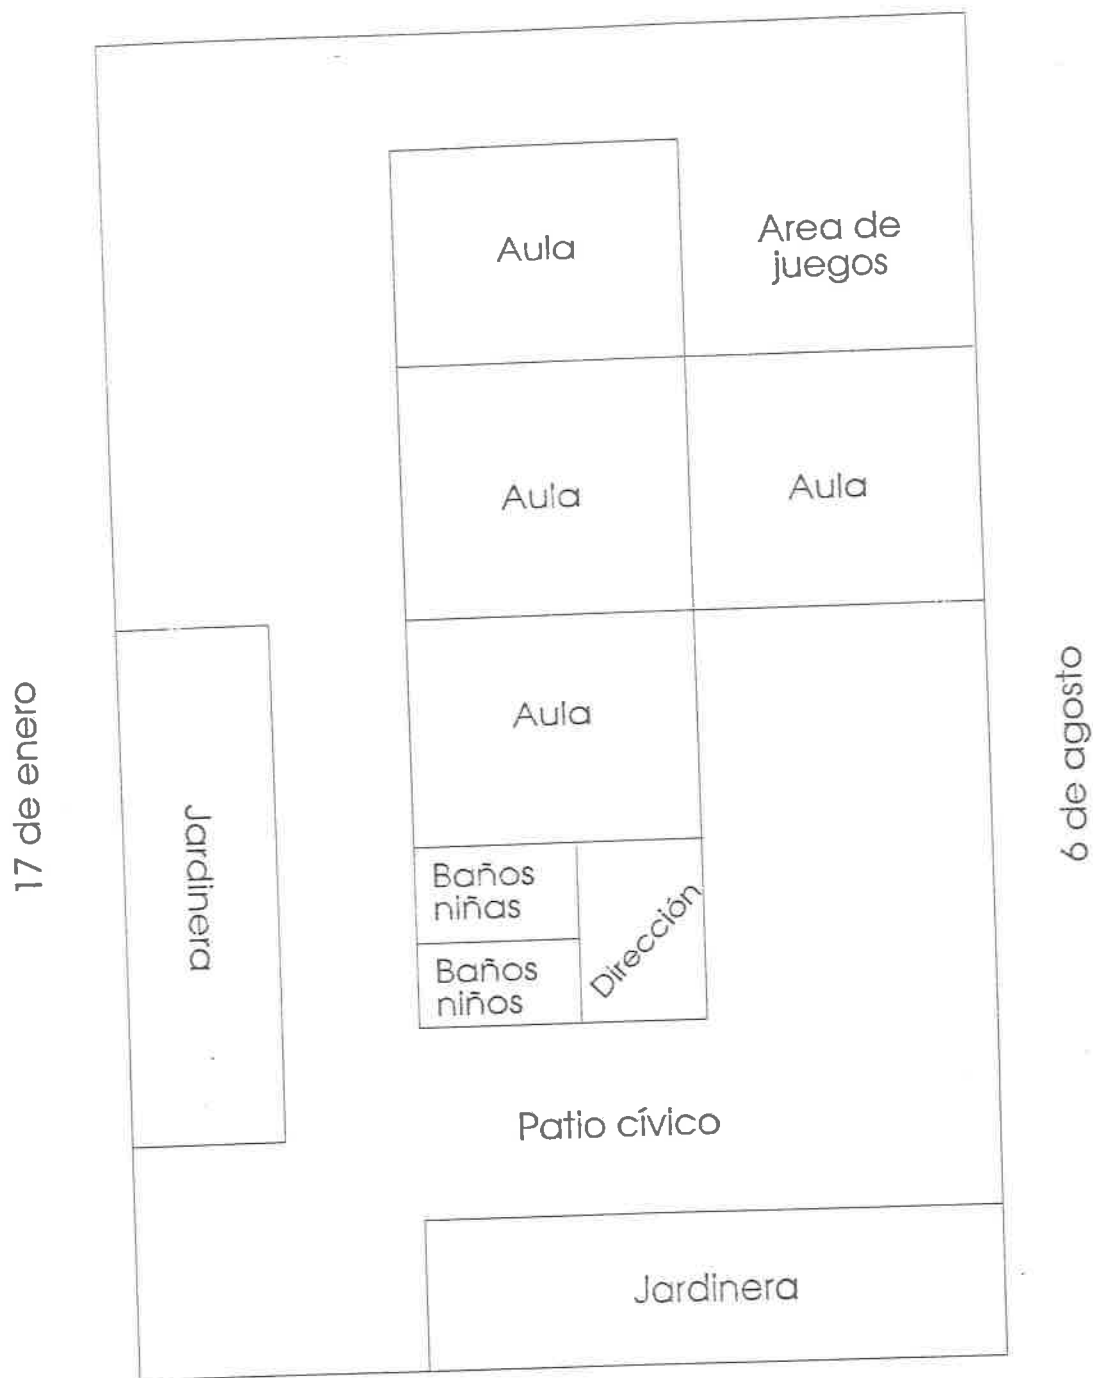 Aula
Area de
juegos
Aula
Aula
Aula
17 de enero
Jardinera
6 de agosto
Baños
niñas
Dirección
Baños
niños
Patio cívico
Jardinera